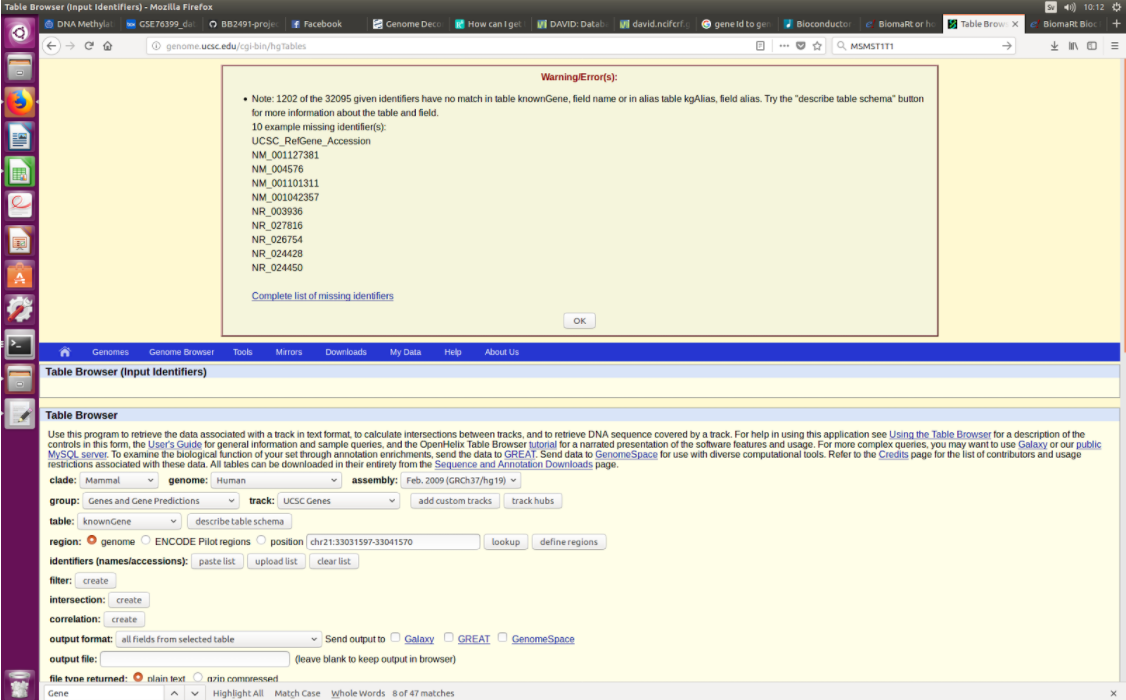 Table Browser (Input Identifiers) - Mozilla Firefox
Sv 10:12
DNA Methylat
GSE76399_dat
BB2491-projec
Facebook
Genome Deco
How can I get
DAVID: Datab
david.ncifcrf.g
gene Id to gen
Bioconductor
BiomaRt or ho
Table Brow
BiomaRt Bioc
genome.ucsc.edu/cgi-bin/hgTables
MSMST1T1
Warning/Error(s):
• Note: 1202 of the 32095 given identifiers have no match in table knownGene, field name or in alias table kgAlias, field alias. Try the "describe table schema" button
for more information about the table and field.
10 example missing identifier(s):
UCSC_RefGene_Accession
NM_001127381
NM_004576
NM_001101311
NM_001042357
NR_003936
NR_027816
NR_026754
NR_024428
NR_024450
Complete list of missing identifiers
OK
Genomes Genome Browser Tools Mirrors Downloads My Data Help About Us
Table Browser (Input Identifiers)
Table Browser
Use this program to retrieve the data associated with a track in text format, to calculate intersections between tracks, and to retrieve DNA sequence covered by a track. For help in using this application see Using the Table Browser for a description of the
controls in this form, the User's Guide for general information and sample queries, and the OpenHelix Table Browser tutorial for a narrated presentation of the software features and usage. For more complex queries, you may want to use Galaxy or our public
MySQL server. To examine the biological function of your set through annotation enrichments, send the data to GREAT. Send data to GenomeSpace for use with diverse computational tools. Refer to the Credits page for the list of contributors and usage
restrictions associated with these data. All tables can be downloaded in their entirety from the Sequence and Annotation Downloads page.
clade: Mammal genome: Human assembly: Feb. 2009 (GRCh37/hg19)
group: Genes and Gene Predictions track: UCSC Genes add custom tracks track hubs
table: knownGene describe table schema
region: genome ENCODE Pilot regions position chr21:33031597-33041570 lookup define regions
identifiers (names/accessions): paste list upload list clear list
filter: create
intersection: create
correlation: create
output format: all fields from selected table Send output to Galaxy GREAT GenomeSpace
output file: (leave blank to keep output in browser)
file type returned: plain text gzip compressed
Gene Highlight All Match Case Whole Words 8 of 47 matches